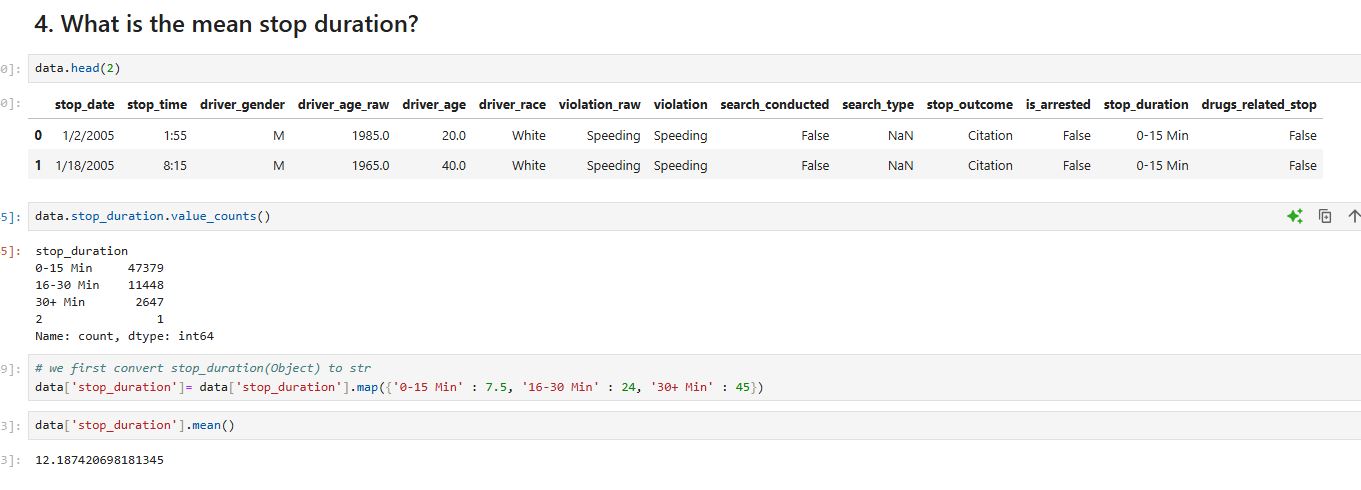 4. What is the mean stop duration?
0]: data.head(2)
0]: stop_date stop_time driver_gender driver_age_raw driver_age driver_race violation_raw violation search_conducted search_type stop_outcome is_arrested stop_duration drugs_related_stop
0 1/2/2005 1:55 M 1985.0 20.0 White Speeding Speeding False NaN Citation False 0-15 Min False
1 1/18/2005 8:15 M 1965.0 40.0 White Speeding Speeding False NaN Citation False 0-15 Min False
5]: data.stop_duration.value_counts()
5]: stop_duration
0-15 Min 47379
16-30 Min 11448
30+ Min 2647
2 1
Name: count, dtype: int64
9]: # we first convert stop_duration(Object) to str
data['stop_duration']= data['stop_duration'].map({'0-15 Min' : 7.5, '16-30 Min' : 24, '30+ Min' : 45})
3]: data['stop_duration'].mean()
3]: 12.187420698181345